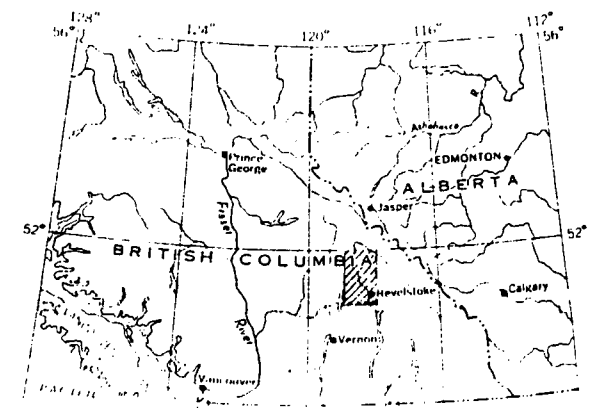 128° 124° 120° 116° 112°
56° 56°
Athabasca R
Prince
George
EDMONTON
ALBERTA
Jasper
Fraser
52° 52°
BRITISH COLUMBIA
Revelstoke
Calgary
River
Vernon
Vancouver